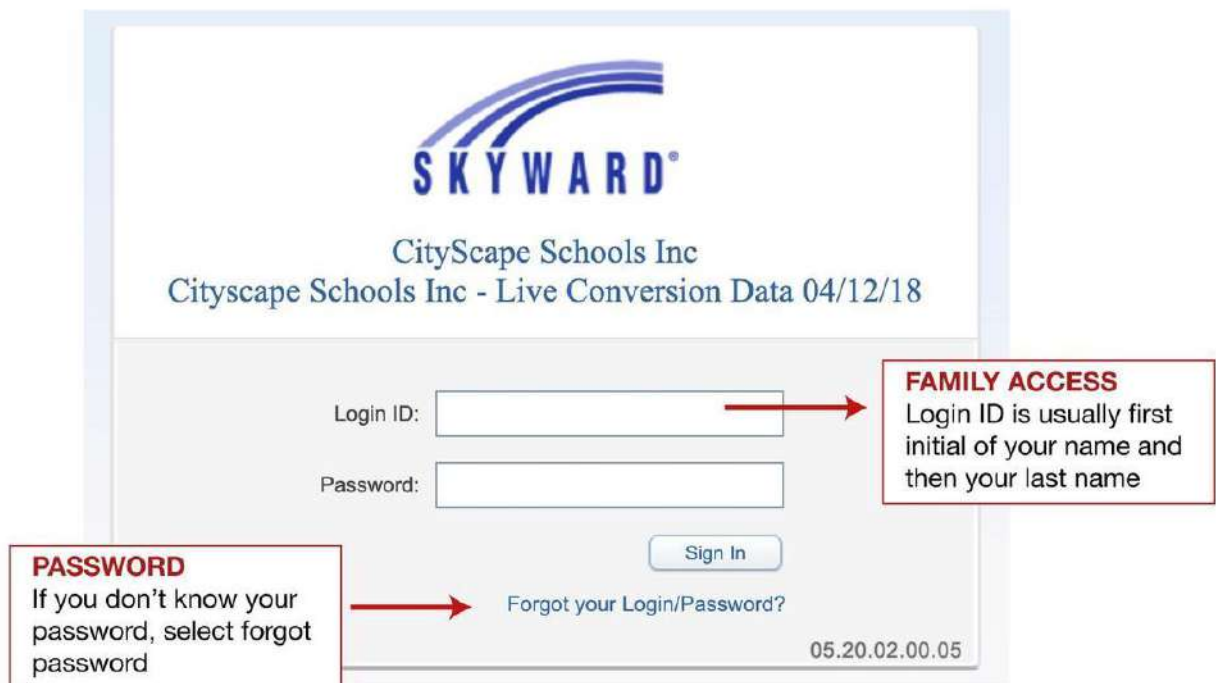 SKYWARD®
CityScape Schools Inc
Cityscape Schools Inc - Live Conversion Data 04/12/18
FAMILY ACCESS
Login ID is usually first
initial of your name and
then your last name
Login ID:
Password:
Sign In
PASSWORD
If you don't know your
password, select forgot
password
Forgot your Login/Password?
05.20.02.00.05